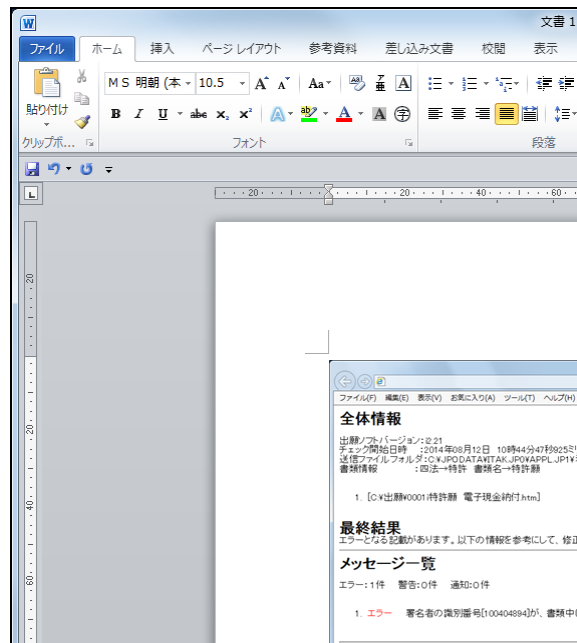 文書 1
ファイル ホーム 挿入 ページ レイアウト 参考資料 差し込み文書 校閲 表示
貼り付け
MS 明朝 (本 10.5
クリップボ... フォント 段落
20 20 40 60
20
20
40
60
ファイル(F) 編集(E) 表示(V) お気に入り(A) ツール(T) ヘルプ(H)
全体情報
出願ソフトバージョン:i2.21
チェック開始日時 :2014年08月12日 10時44分47秒925ミリ
送信ファイルフォルダ:C:¥JPODATA¥ITAK.JP0¥APPL.JP1¥
書類情報 :四法→特許 書類名→特許願
1. [C:¥出願¥0001¥特許願 電子現金納付.htm]
最終結果
エラーとなる記載があります。以下の情報を参考にして、修正
メッセージ一覧
エラー:1件 警告:0件 通知:0件
1. エラー 署名者の識別番号[100404894]が、書類中